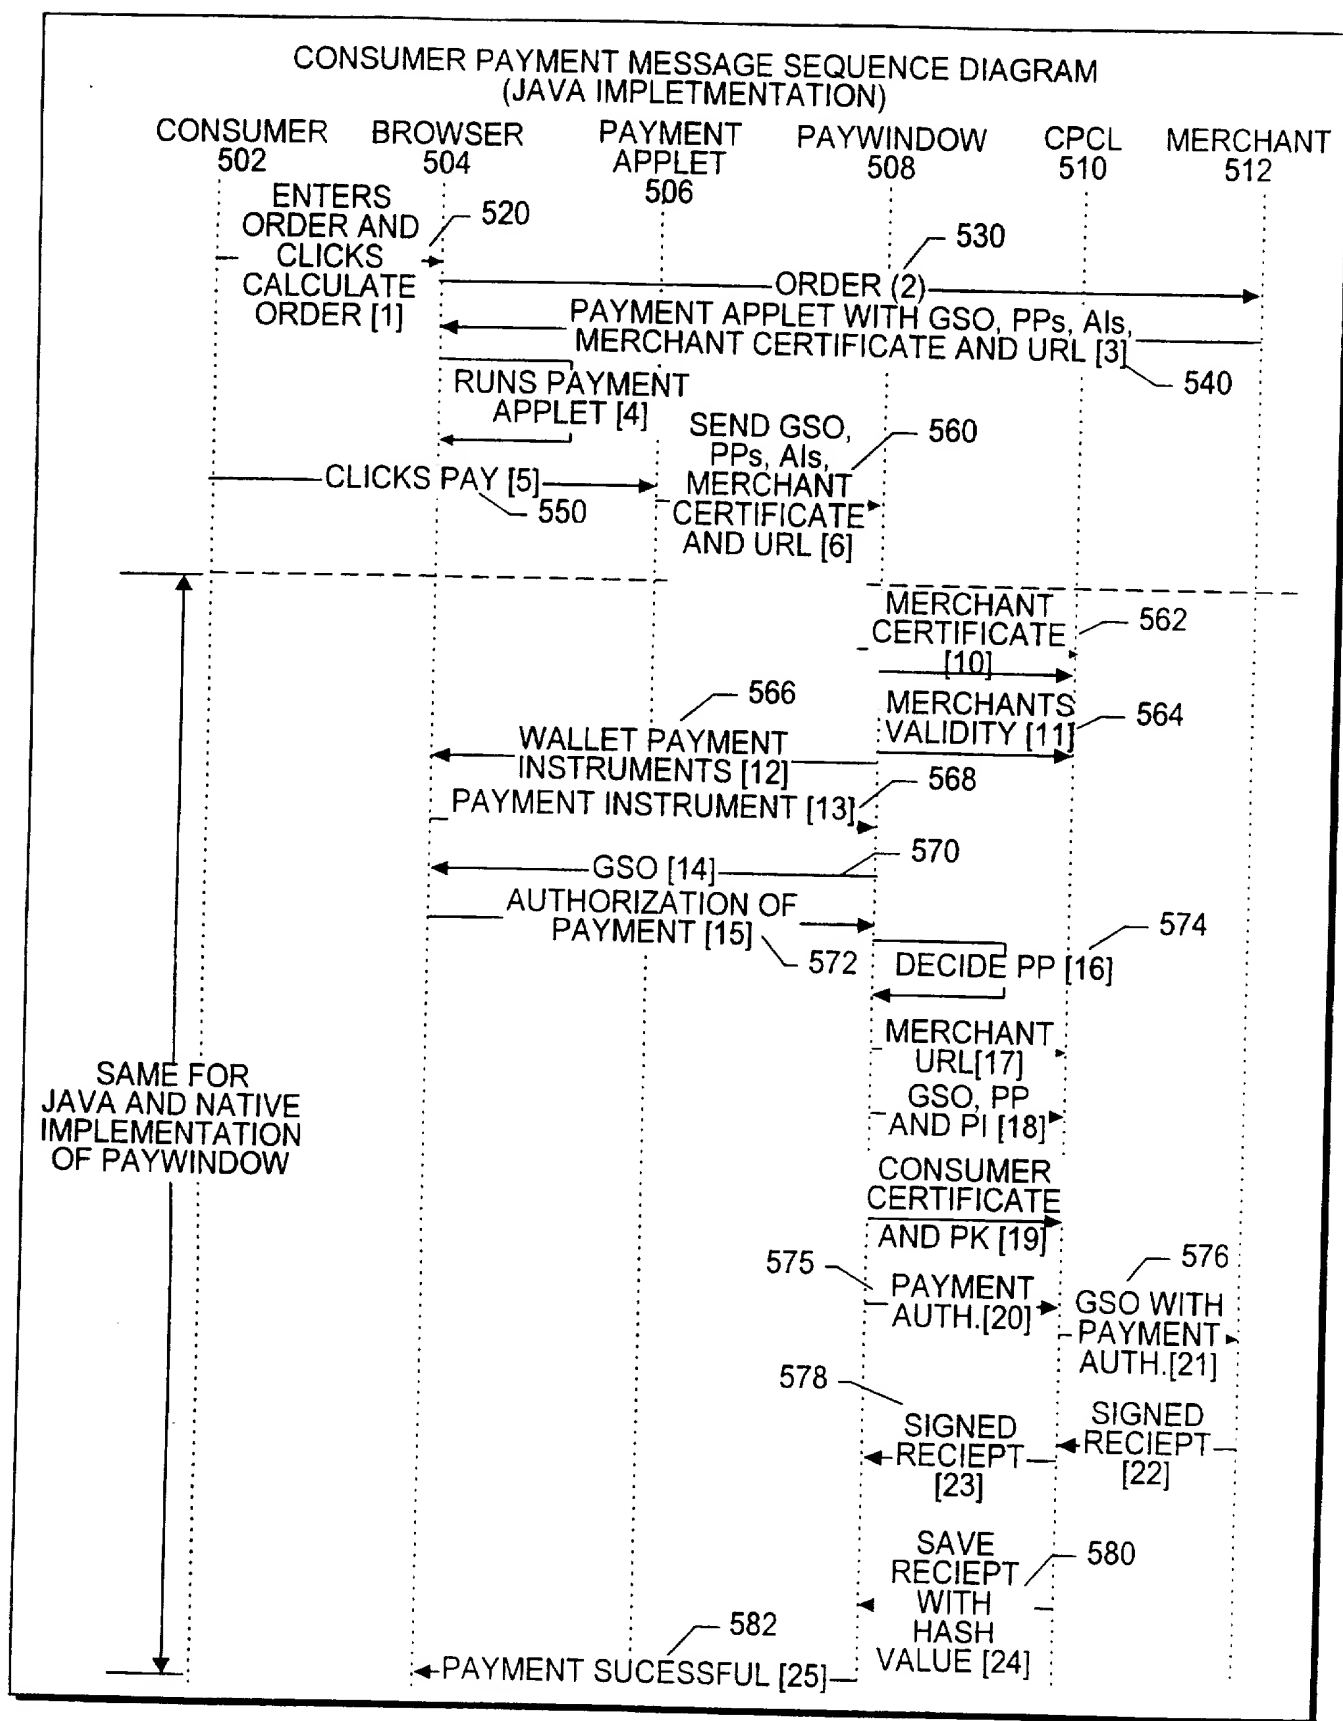 CONSUMER PAYMENT MESSAGE SEQUENCE DIAGRAM
(JAVA IMPLETMENTATION)
CONSUMER
502
BROWSER
504
PAYMENT
APPLET
506
PAYWINDOW
508
CPCL
510
MERCHANT
512
ENTERS
ORDER AND
CLICKS
CALCULATE
ORDER [1]
520
530
ORDER (2)
PAYMENT APPLET WITH GSO, PPs, AIs,
MERCHANT CERTIFICATE AND URL [3]
540
RUNS PAYMENT
APPLET [4]
SEND GSO,
PPs, AIs,
MERCHANT
CERTIFICATE
AND URL [6]
560
CLICKS PAY [5]
550
MERCHANT
CERTIFICATE
[10]
562
566
MERCHANTS
VALIDITY [11]
564
WALLET PAYMENT
INSTRUMENTS [12]
568
PAYMENT INSTRUMENT [13]
570
GSO [14]
AUTHORIZATION OF
PAYMENT [15]
572
574
DECIDE PP [16]
MERCHANT
URL[17]
SAME FOR
JAVA AND NATIVE
IMPLEMENTATION
OF PAYWINDOW
GSO, PP
AND PI [18]
CONSUMER
CERTIFICATE
AND PK [19]
575
PAYMENT
AUTH.[20]
576
GSO WITH
PAYMENT
AUTH.[21]
578
SIGNED
RECIEPT
[22]
SIGNED
RECIEPT
[23]
SAVE
RECIEPT
WITH
HASH
VALUE [24]
580
582
PAYMENT SUCESSFUL [25]